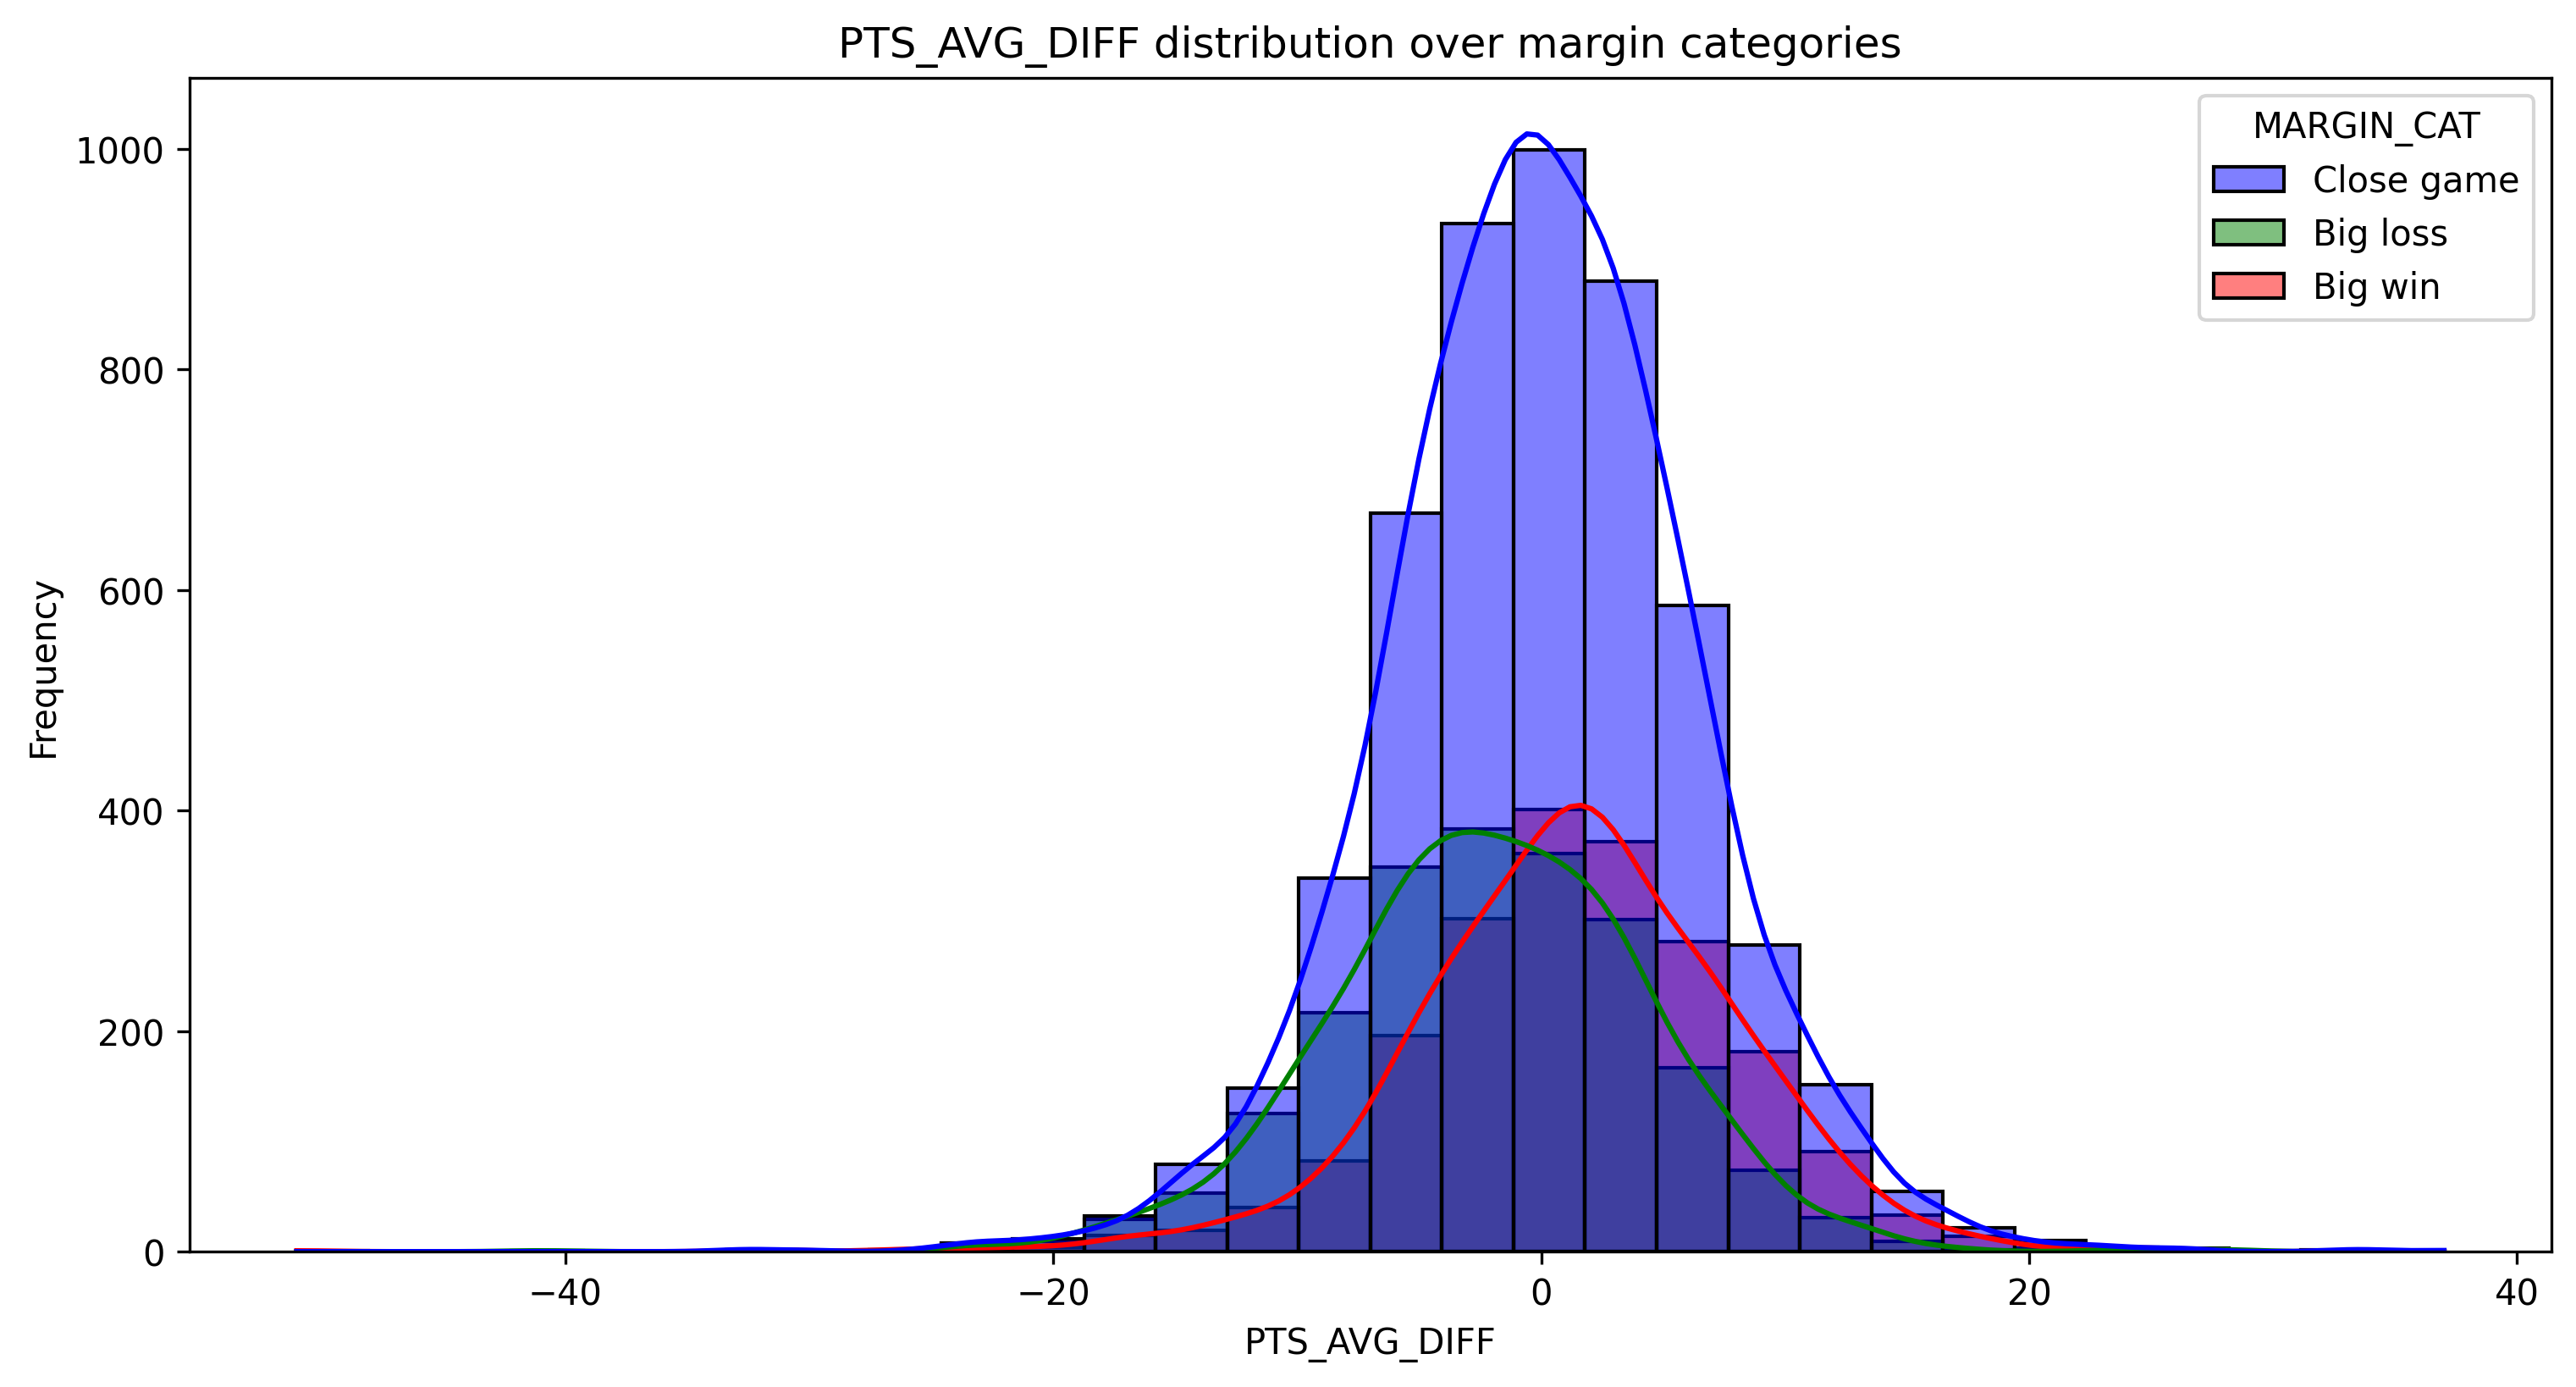 PTS_AVG_DIFF distribution over margin categories
MARGIN_CAT
Close game
Big loss
Big win
1000
800
600
400
200
0
Frequency
−40
−20
0
20
40
PTS_AVG_DIFF